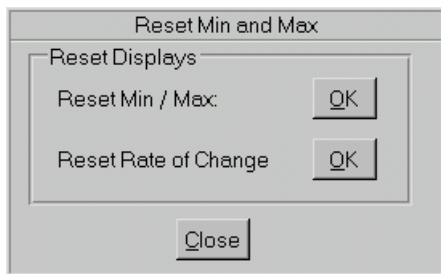 Reset Min and Max
Reset Displays
Reset Min / Max: OK
Reset Rate of Change OK
Close